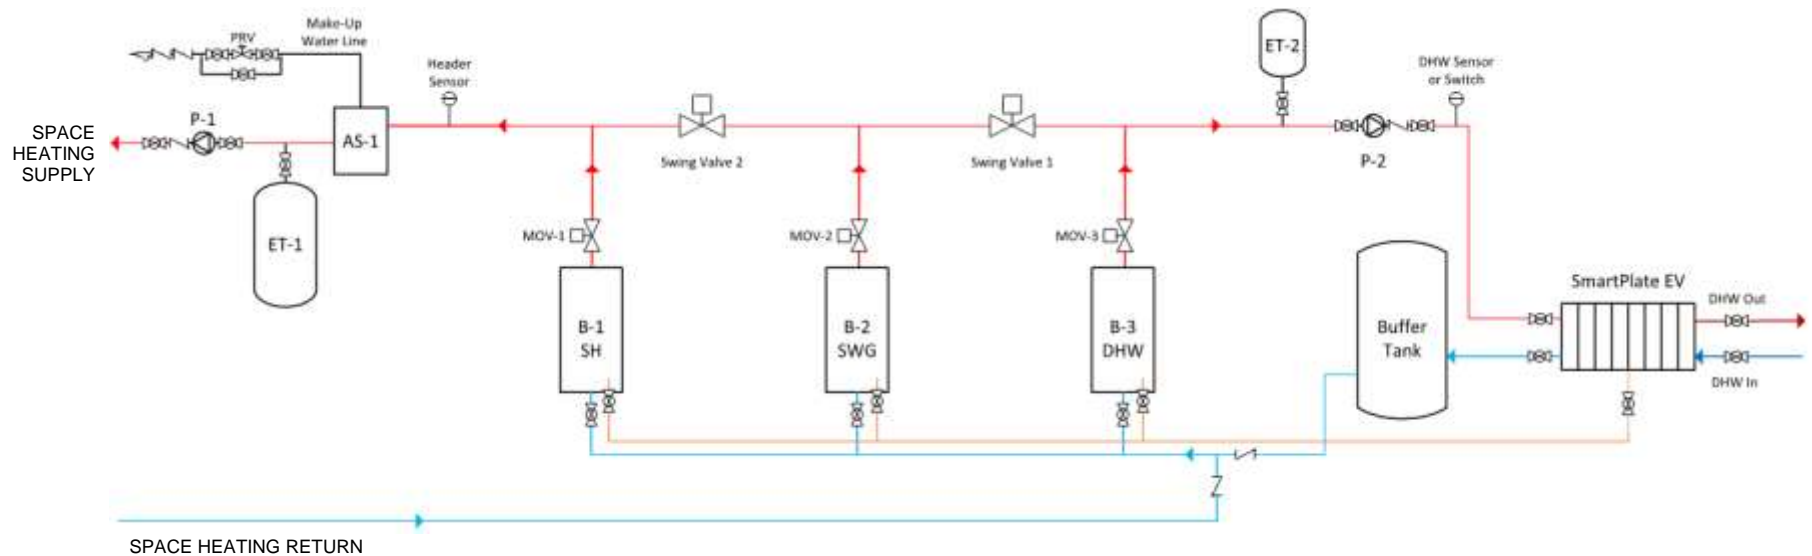 Make-Up
Water Line
PRV
Header
Sensor
ET-2
DHW Sensor
or Switch
P-1
SPACE
HEATING
SUPPLY
AS-1
Swing Valve 2
Swing Valve 1
P-2
ET-1
MOV-1
MOV-2
MOV-3
SmartPlate EV
DHW Out
B-1
SH
B-2
SWG
B-3
DHW
Buffer
Tank
DHW In
SPACE HEATING RETURN